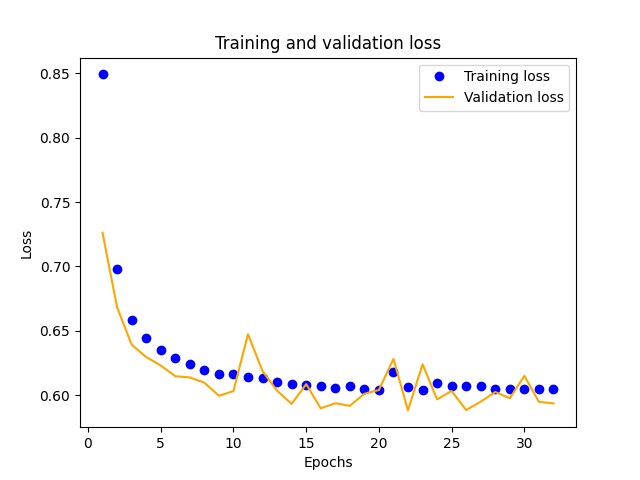 Training and validation loss
Training loss
Validation loss
0.85
0.80
0.75
0.70
0.65
0.60
Loss
0 5 10 15 20 25 30
Epochs